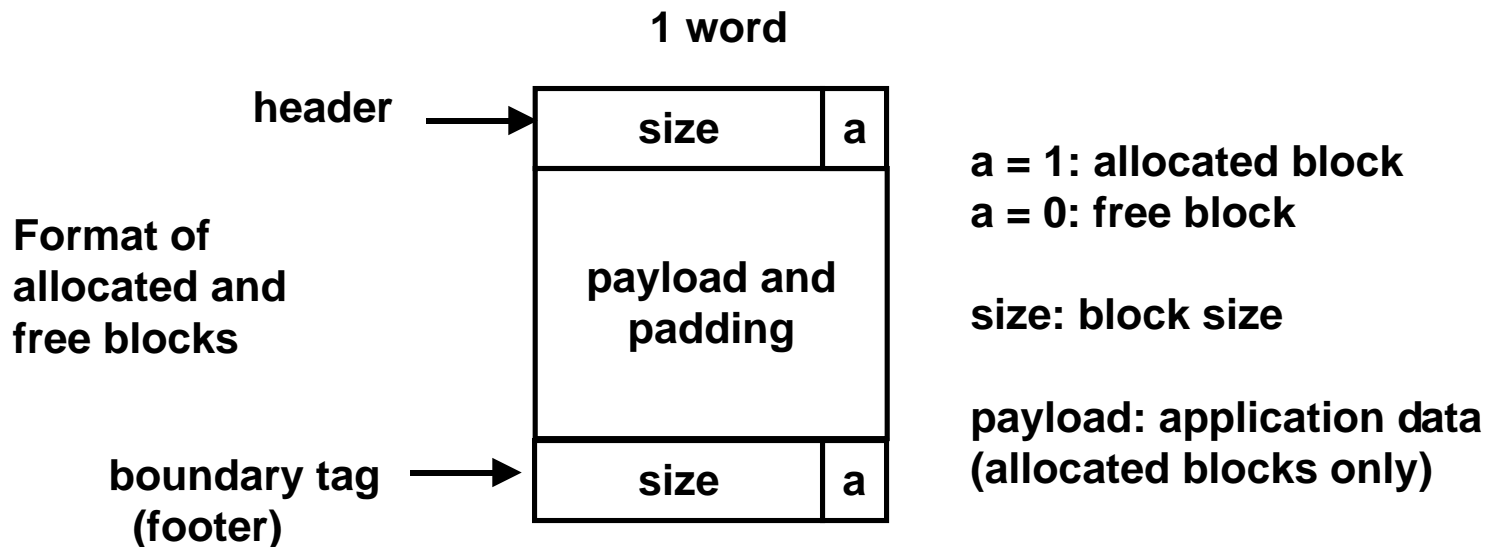 1 word
header
size
a
a = 1: allocated block
a = 0: free block
Format of
allocated and
free blocks
payload and
padding
size: block size
payload: application data
(allocated blocks only)
boundary tag
(footer)
size
a